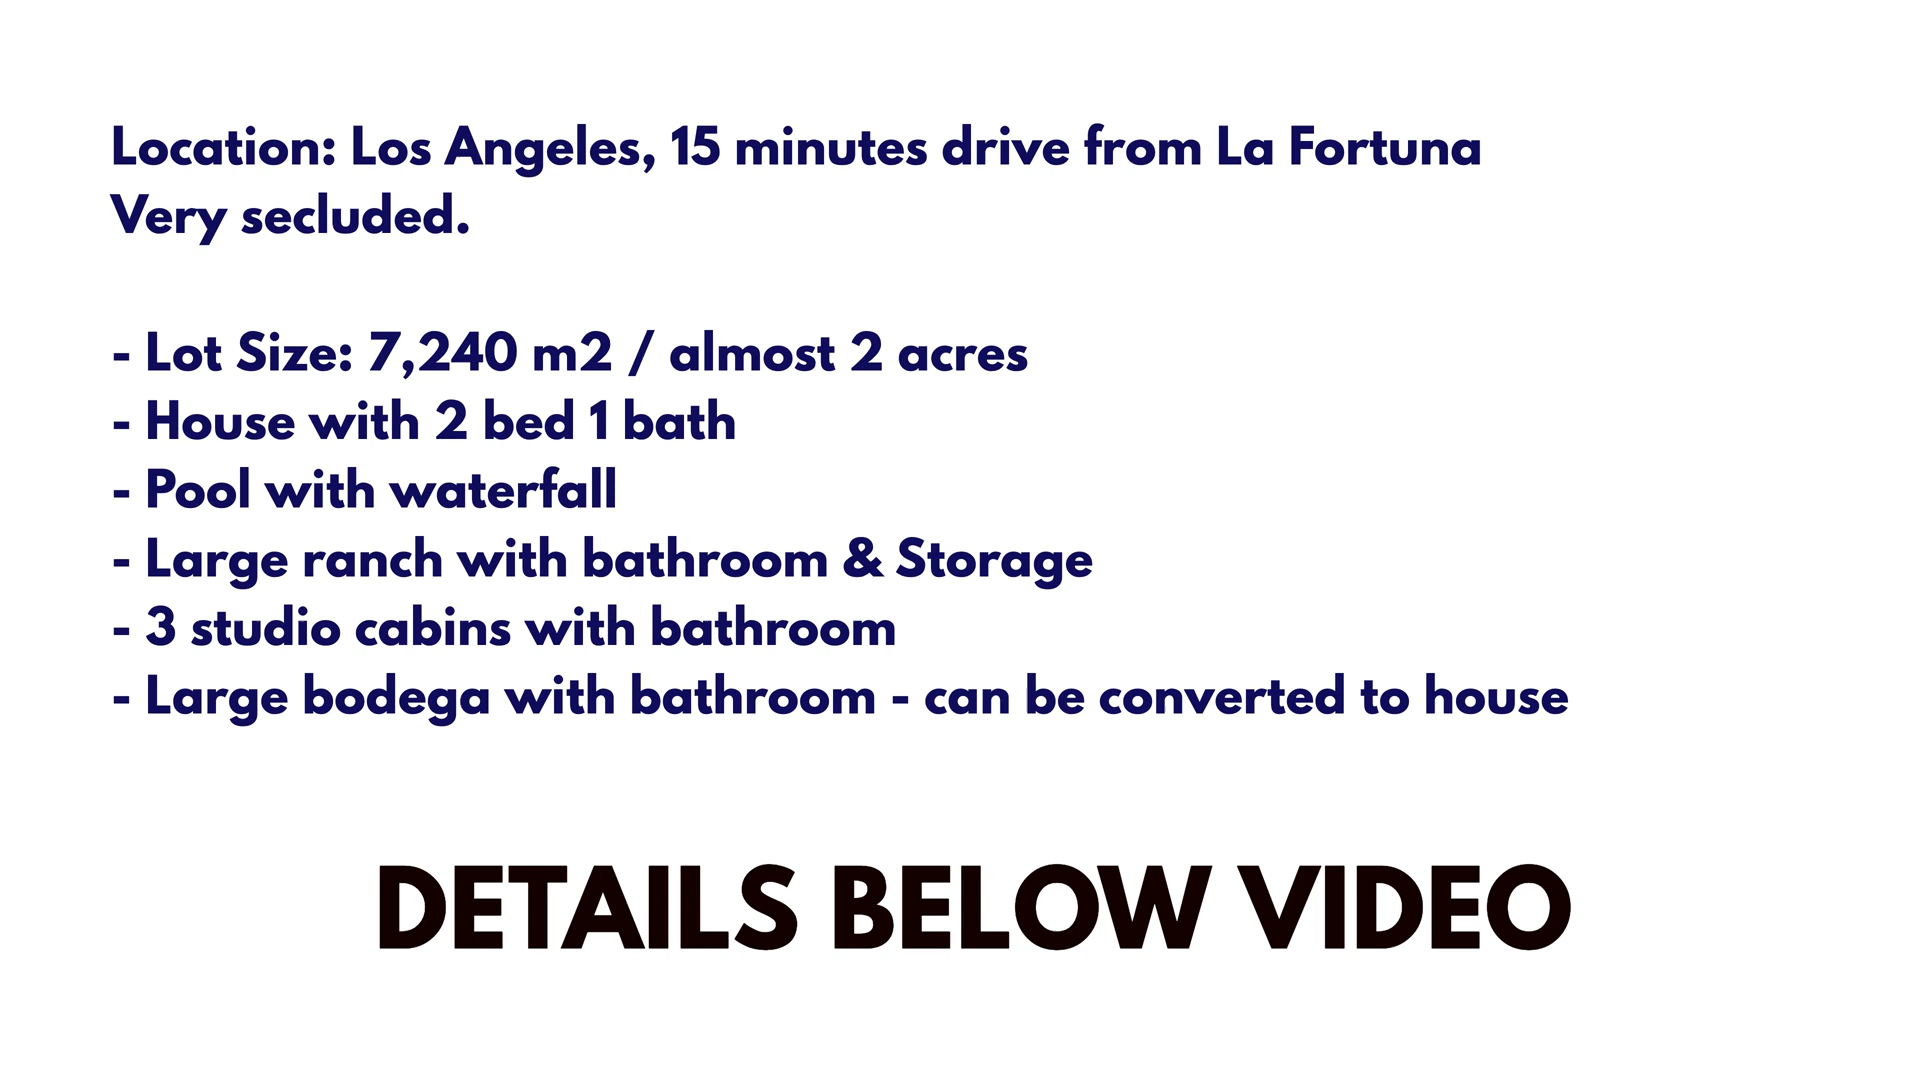 Location: Los Angeles, 15 minutes drive from La Fortuna
Very secluded.
- Lot Size: 7,240 m2 / almost 2 acres
- House with 2 bed 1 bath
- Pool with waterfall
- Large ranch with bathroom & Storage
- 3 studio cabins with bathroom
- Large bodega with bathroom - can be converted to house
DETAILS BELOW VIDEO